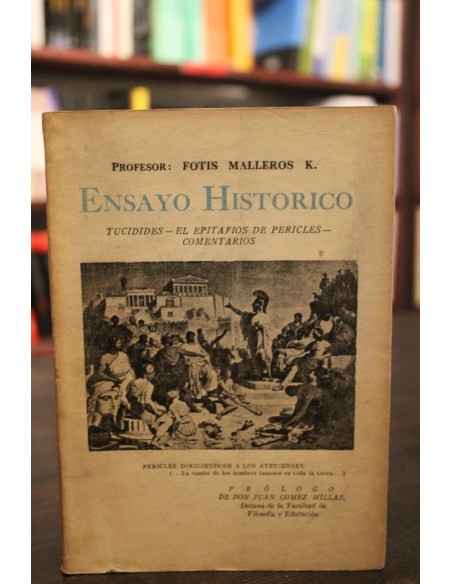 PROFESOR: FOTIS MALLEROS K.
ENSAYO HISTORICO
TUCIDIDES — EL EPITAFIOS DE PERICLES —
COMENTARIOS
PERICLES DIRIGIENDOSE A LOS ATENIENSES
(...La tumba de los hombres famosos es toda la tierra...)
PRÓLOGO
DE DON JUAN GOMEZ MILLAS,
Decano de la Facultad de
Filosofía y Educación